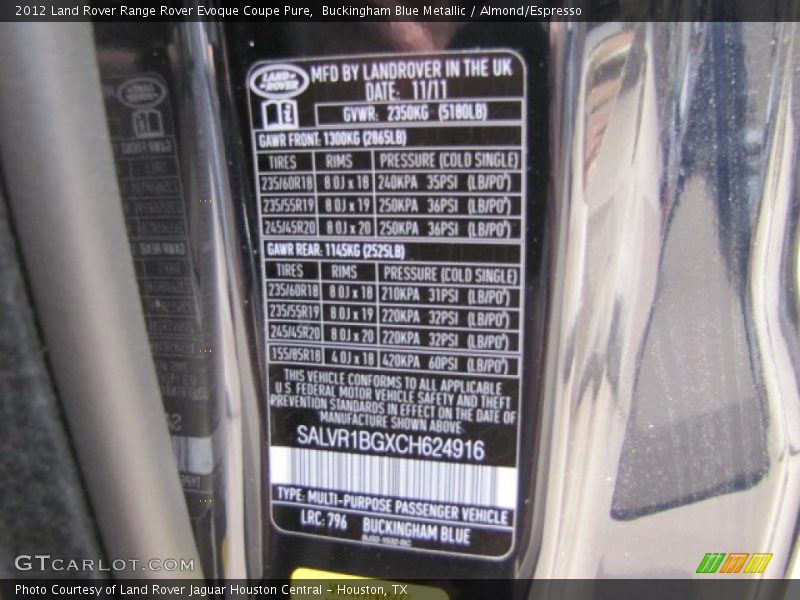 2012 Land Rover Range Rover Evoque Coupe Pure,  Buckingham Blue Metallic / Almond/Espresso
LAND ROVER
MFD BY LANDROVER IN THE UK
DATE: 11/11
GVWR: 2350KG (5180LB)
GAWR FRONT: 1300KG (2865LB)
TIRES RIMS PRESSURE (COLD SINGLE)
235/60R18 8.0J x 18 240KPA 35PSI (LB/PO²)
235/55R19 8.0J x 19 250KPA 36PSI (LB/PO²)
245/45R20 8.0J x 20 250KPA 36PSI (LB/PO²)
GAWR REAR: 1145KG (2525LB)
TIRES RIMS PRESSURE (COLD SINGLE)
235/60R18 8.0J x 18 210KPA 31PSI (LB/PO²)
235/55R19 8.0J x 19 220KPA 32PSI (LB/PO²)
245/45R20 8.0J x 20 220KPA 32PSI (LB/PO²)
155/85R18 4.0J x 18 420KPA 60PSI (LB/PO²)
THIS VEHICLE CONFORMS TO ALL APPLICABLE
U.S FEDERAL MOTOR VEHICLE SAFETY AND THEFT
PREVENTION STANDARDS IN EFFECT ON THE DATE OF
MANUFACTURE SHOWN ABOVE.
SALVR1BGXCH624916
TYPE: MULTI-PURPOSE PASSENGER VEHICLE
LRC: 796 BUCKINGHAM BLUE
GTCARLOT.COM
Photo Courtesy of Land Rover Jaguar Houston Central - Houston, TX